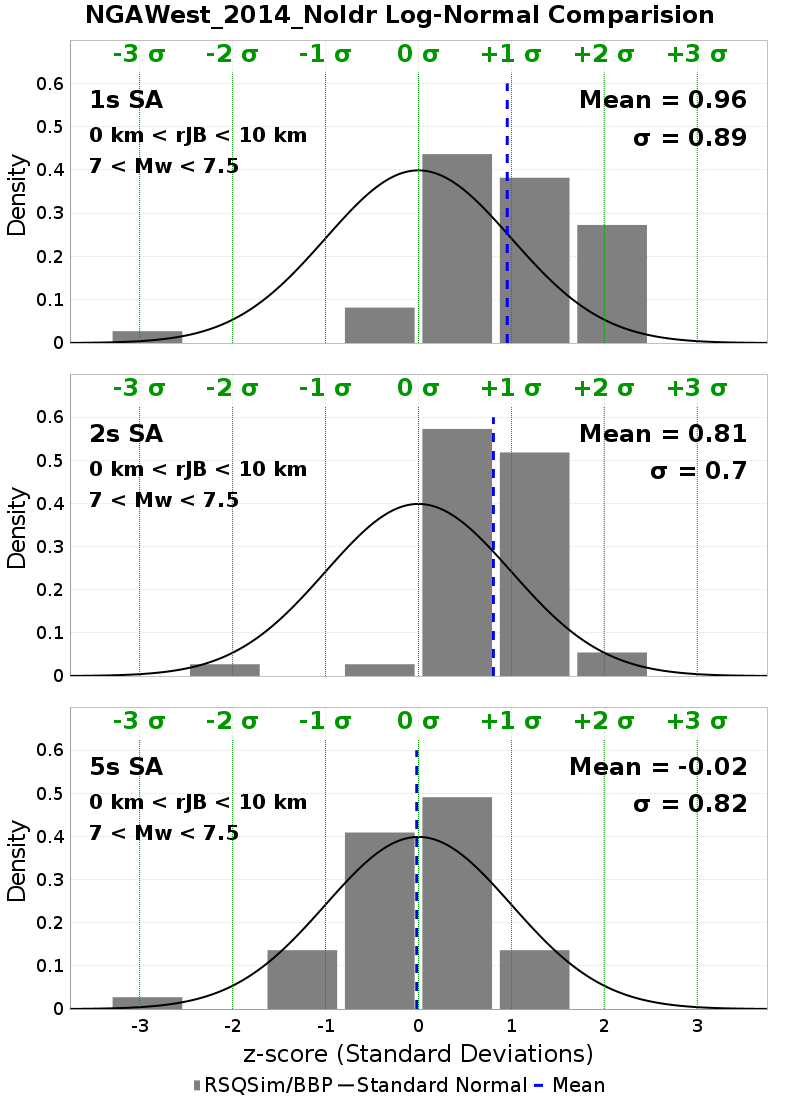 NGAWest_2014_NoIdr Log-Normal Comparision
-3 σ -2 σ -1 σ 0 σ +1 σ +2 σ +3 σ
0.6
0.5
0.4
0.3
0.2
0.1
0
Density
1s SA
0 km < rJB < 10 km
7 < Mw < 7.5
Mean = 0.96
σ = 0.89
-3 σ -2 σ -1 σ 0 σ +1 σ +2 σ +3 σ
0.6
0.5
0.4
0.3
0.2
0.1
0
Density
2s SA
0 km < rJB < 10 km
7 < Mw < 7.5
Mean = 0.81
σ = 0.7
-3 σ -2 σ -1 σ 0 σ +1 σ +2 σ +3 σ
0.6
0.5
0.4
0.3
0.2
0.1
0
Density
5s SA
0 km < rJB < 10 km
7 < Mw < 7.5
Mean = -0.02
σ = 0.82
-3 -2 -1 0 1 2 3
z-score (Standard Deviations)
RSQSim/BBP Standard Normal Mean